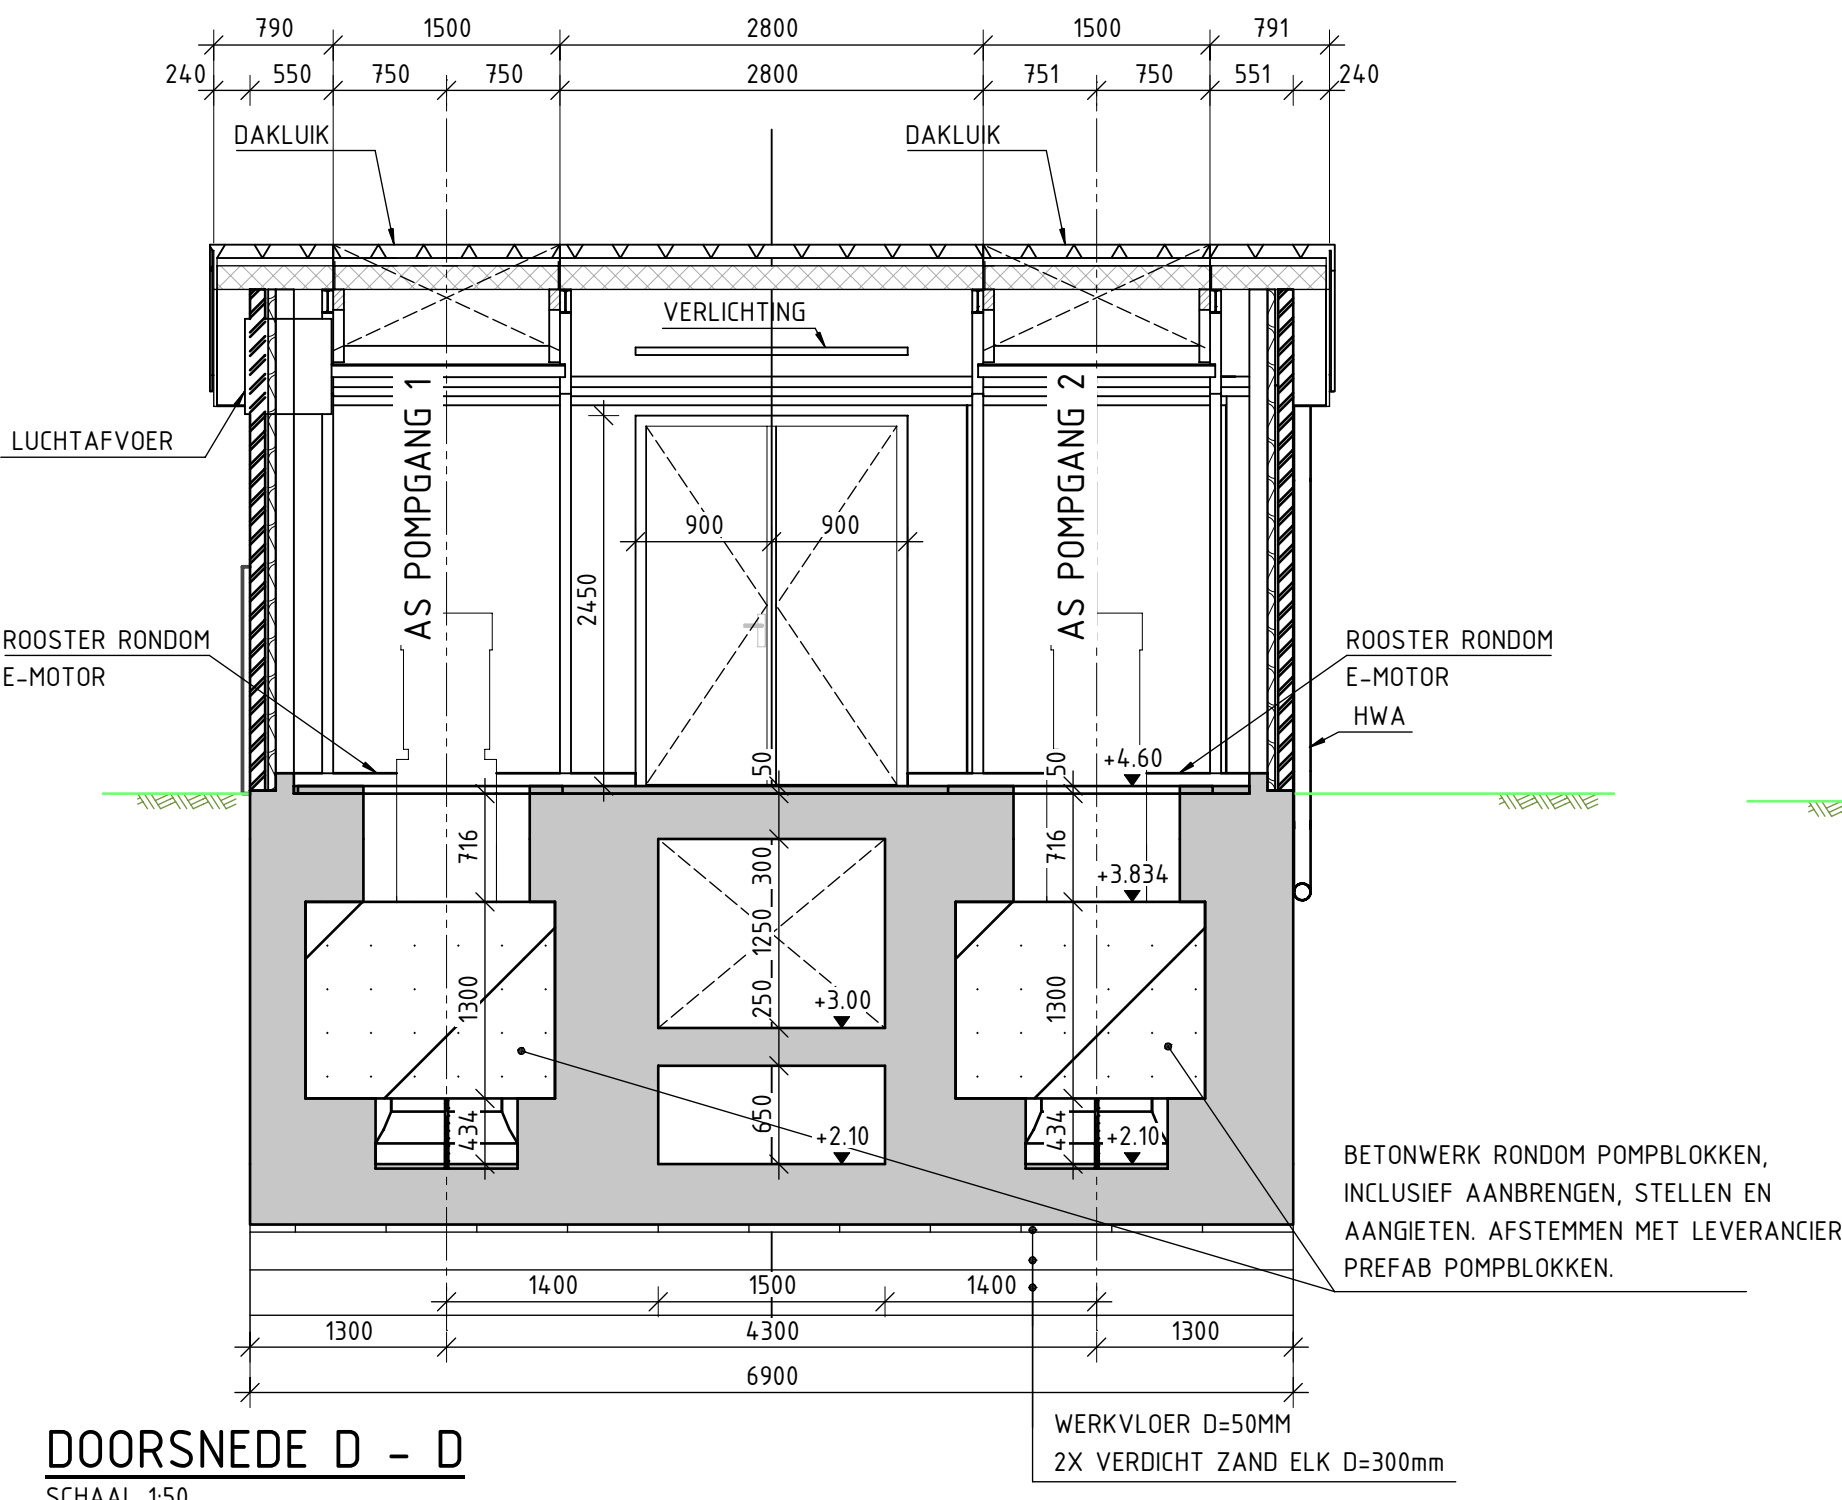 790 1500 2800 1500 791
240 550 750 750 2800 751 750 551 240
DAKLUIK DAKLUIK
VERLICHTING
AS POMPGANG 1
AS POMPGANG 2
LUCHTAFVOER
900 900
2450
ROOSTER RONDOM
E-MOTOR
ROOSTER RONDOM
E-MOTOR
HWA
50 50 +4.60
716 300 716 +3.834
1300 1250 1300
250 +3.00
434 650 +2.10 434 +2.10
BETONWERK RONDOM POMPBLOKKEN,
INCLUSIEF AANBRENGEN, STELLEN EN
AANGIETEN. AFSTEMMEN MET LEVERANCIER
PREFAB POMPBLOKKEN.
1400 1500 1400
1300 4300 1300
6900
WERKVLOER D=50MM
2X VERDICHT ZAND ELK D=300mm
DOORSNEDE D - D
SCHAAL 1:50